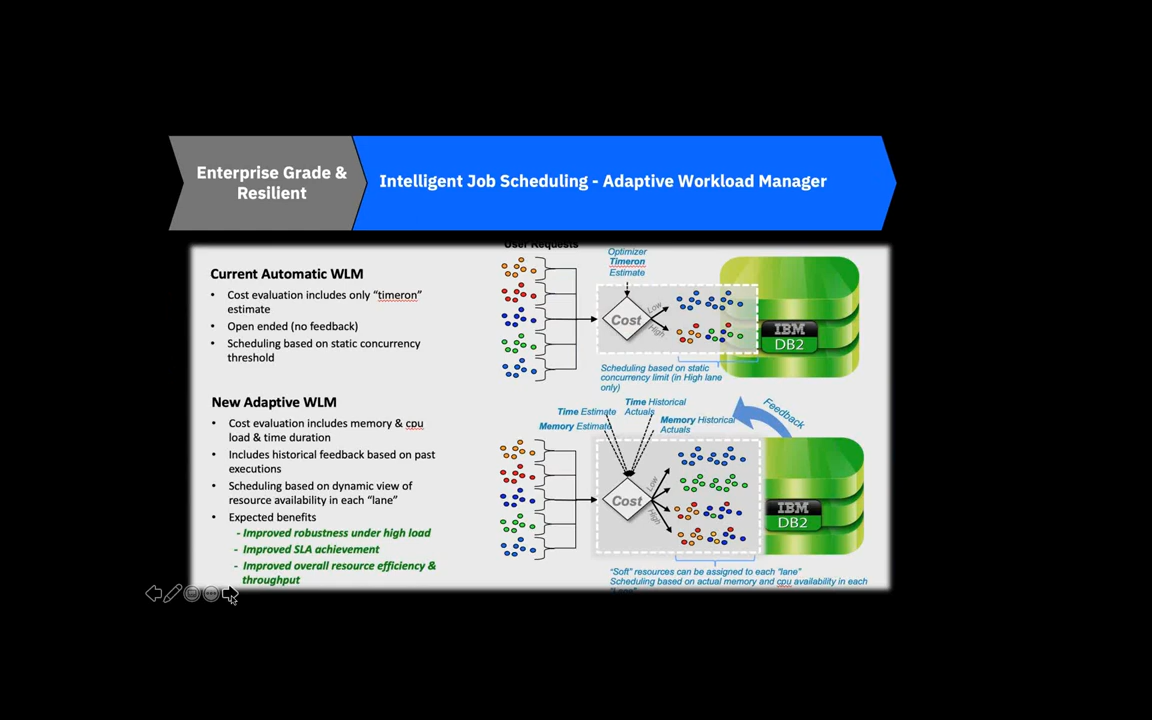 Enterprise Grade &
Resilient
Intelligent Job Scheduling - Adaptive Workload Manager
Current Automatic WLM
• Cost evaluation includes only “timeron”
estimate
• Open ended (no feedback)
• Scheduling based on static concurrency
threshold
User Requests
Optimizer
Timeron
Estimate
Cost
Low
High
IBM
DB2
Scheduling based on static
concurrency limit (in High lane
only)
New Adaptive WLM
• Cost evaluation includes memory & cpu
load & time duration
• Includes historical feedback based on past
executions
• Scheduling based on dynamic view of
resource availability in each “lane”
• Expected benefits
- Improved robustness under high load
- Improved SLA achievement
- Improved overall resource efficiency &
throughput
Time Estimate
Memory Estimate
Time Historical
Actuals
Memory Historical
Actuals
Feedback
Cost
Low
High
IBM
DB2
“Soft” resources can be assigned to each “lane”
Scheduling based on actual memory and cpu availability in each